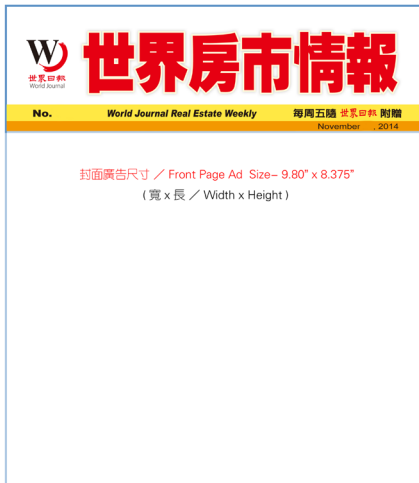 世界日報
World Journal
世界房市情報
No. World Journal Real Estate Weekly 每周五隨 世界日報 附贈
November , 2014
封面廣告尺寸 / Front Page Ad Size- 9.80" x 8.375"
( 寬 x 長 / Width x Height )